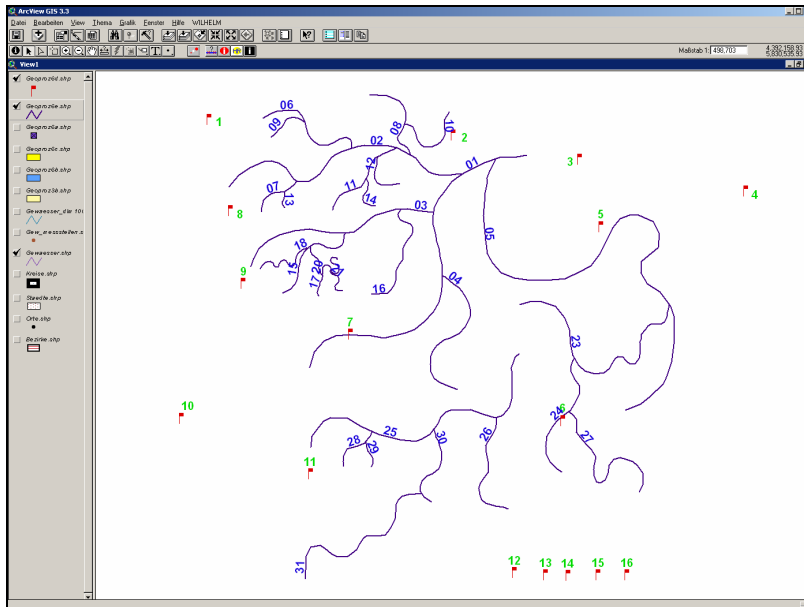 ArcView GIS 3.3
Datei Bearbeiten View Thema Grafik Fenster Hilfe WILHELM
Maßstab 1: 498,703
4.392.158,93
5.830.535,93
View1
Geoproz6d.shp
Geoproz6e.shp
Geoproz6a.shp
Geoproz6c.shp
Geoproz6b.shp
Geoproz3b.shp
Gewaesser.shp
Kreise.shp
Staedte.shp
Orte.shp
Bezirke.shp
1
06
09
08
10
2
02
12
01
3
4
07
13
11
14
03
8
5
05
18
9
15
17
16
04
7
23
10
6
24
25
26
27
28
29
30
11
31
12 13 14 15 16